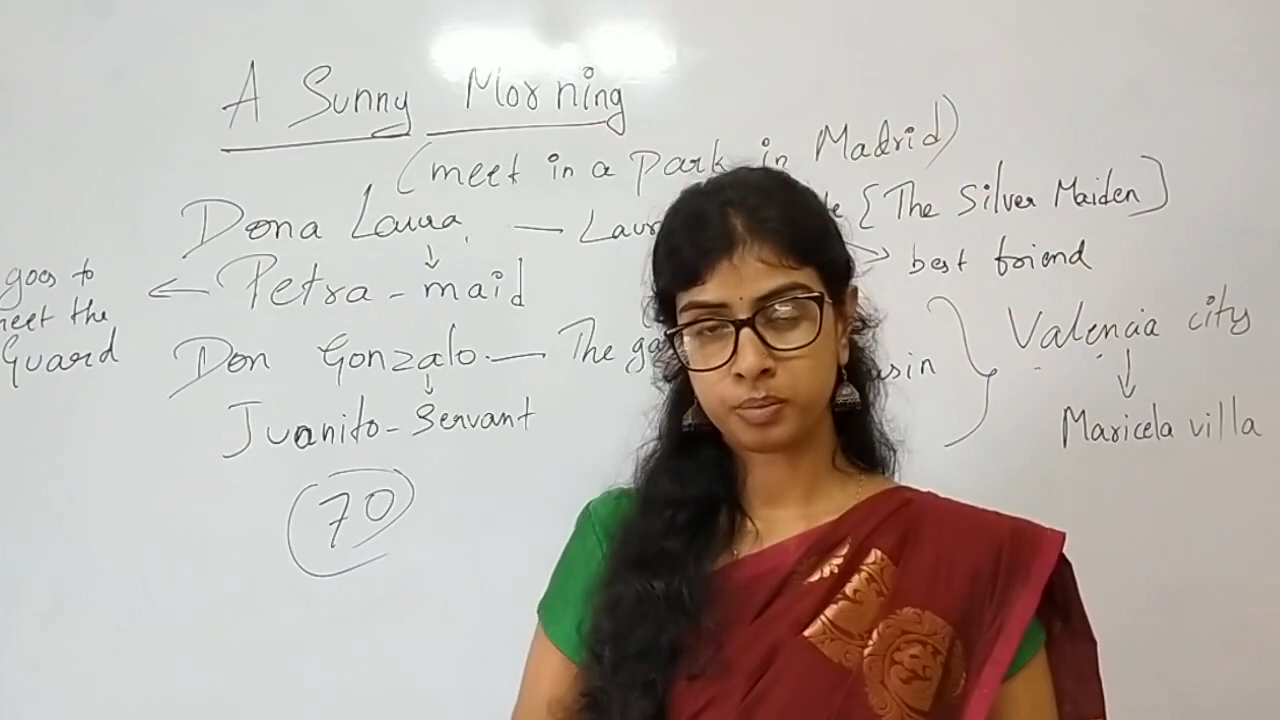 A Sunny Morning
(meet in a Park in Madrid)
Dona Laura — [The Silver Maiden]
best friend
goes to meet the Guard ← Petra - maid
Don Gonzalo — The
Juanito - Servant
70
Valencia city
↓
Maricela villa